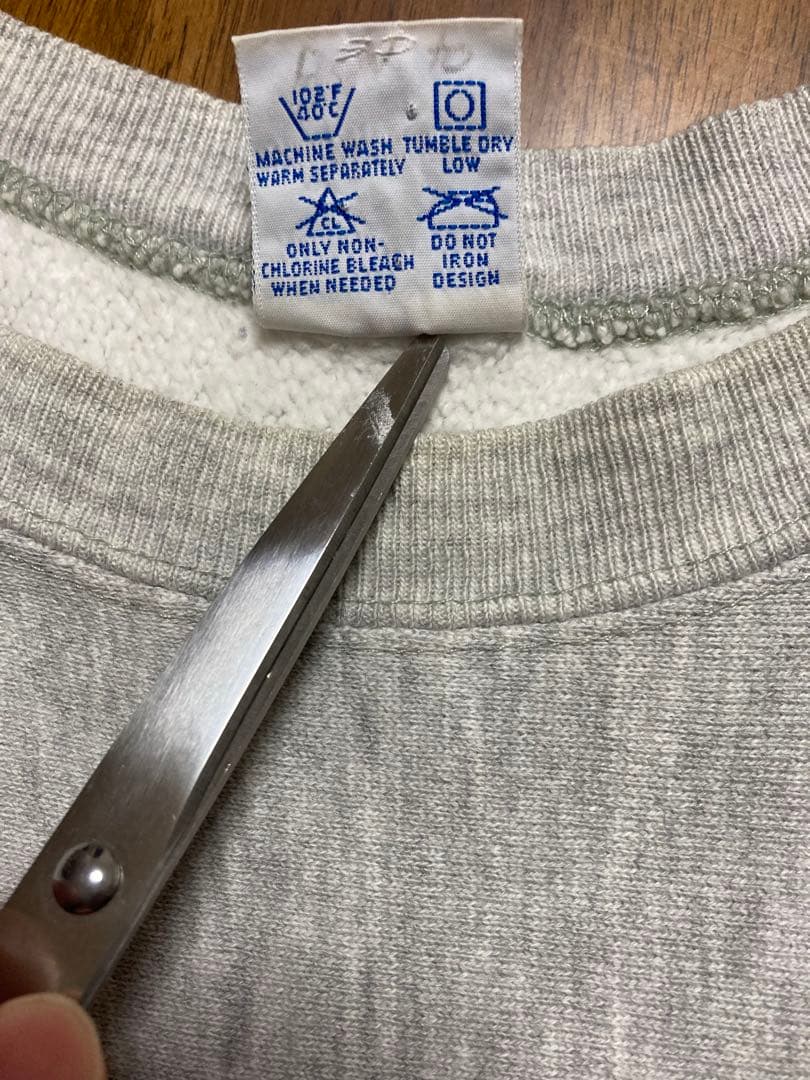 102°F
40°C
MACHINE WASH
WARM SEPARATELY
TUMBLE DRY
LOW
CL
ONLY NON-
CHLORINE BLEACH
WHEN NEEDED
DO NOT
IRON
DESIGN